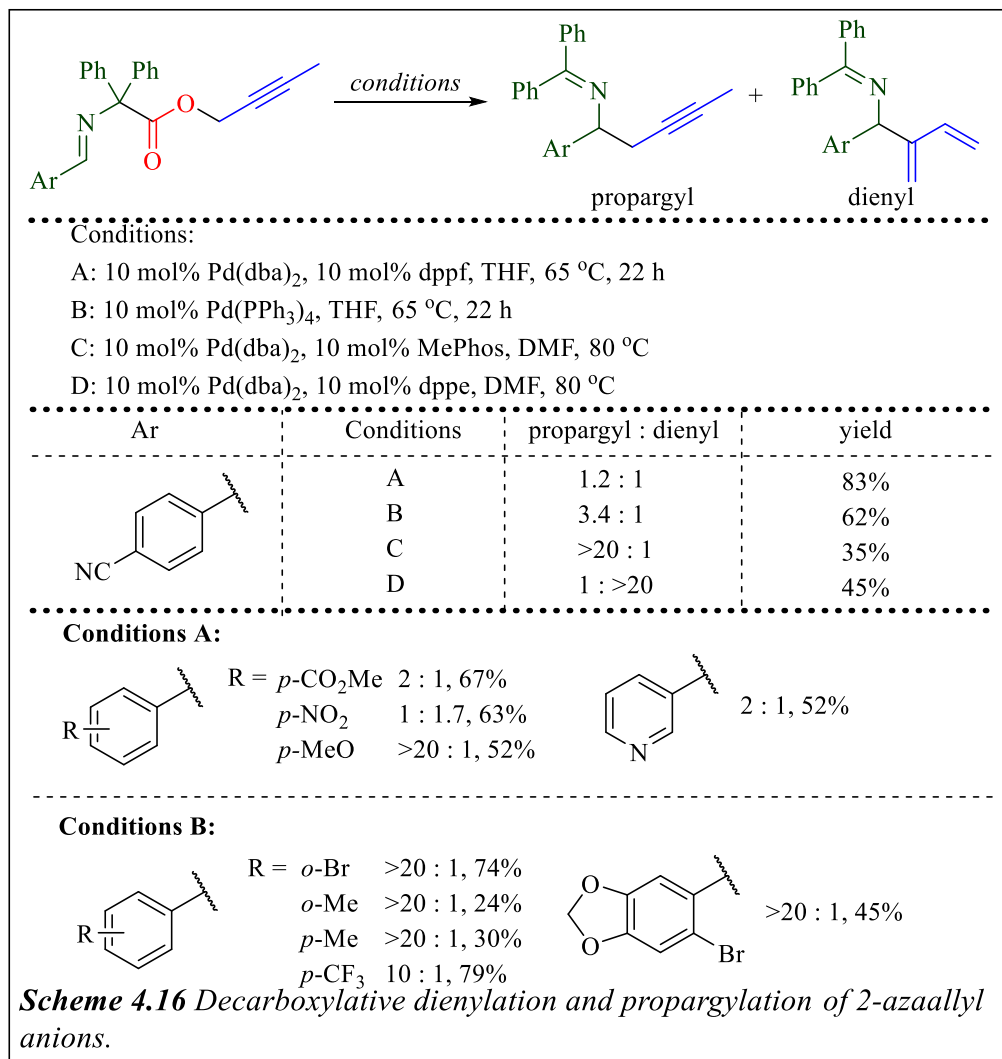 Ph Ph
N
O
O
Ar
conditions
Ph
Ph
N
Ar
propargyl
+
Ph
Ph
N
Ar
dienyl
Conditions:
A: 10 mol% Pd(dba)₂, 10 mol% dppf, THF, 65 °C, 22 h
B: 10 mol% Pd(PPh₃)₄, THF, 65 °C, 22 h
C: 10 mol% Pd(dba)₂, 10 mol% MePhos, DMF, 80 °C
D: 10 mol% Pd(dba)₂, 10 mol% dppe, DMF, 80 °C
Ar Conditions propargyl : dienyl yield
NC
A 1.2 : 1 83%
B 3.4 : 1 62%
C >20 : 1 35%
D 1 : >20 45%
Conditions A:
R
R = p-CO₂Me 2 : 1, 67%
p-NO₂ 1 : 1.7, 63%
p-MeO >20 : 1, 52%
N
2 : 1, 52%
Conditions B:
R
R = o-Br >20 : 1, 74%
o-Me >20 : 1, 24%
p-Me >20 : 1, 30%
p-CF₃ 10 : 1, 79%
O
O
Br
>20 : 1, 45%
Scheme 4.16 Decarboxylative dienylation and propargylation of 2-azaallyl
anions.